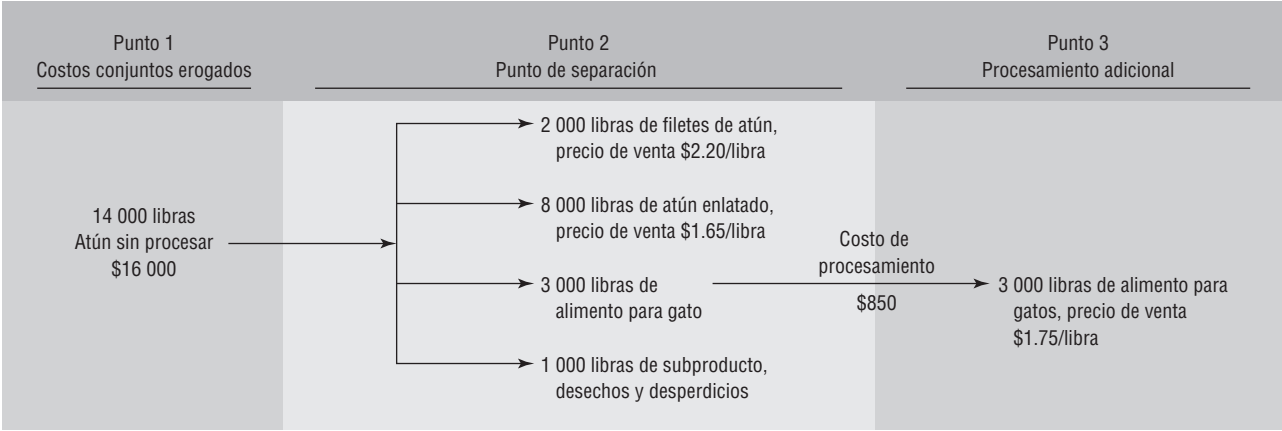 Punto 1
Costos conjuntos erogados
Punto 2
Punto de separación
Punto 3
Procesamiento adicional
14 000 libras
Atún sin procesar
$16 000
2 000 libras de filetes de atún,
precio de venta $2.20/libra
8 000 libras de atún enlatado,
precio de venta $1.65/libra
3 000 libras de
alimento para gato
1 000 libras de subproducto,
desechos y desperdicios
Costo de
procesamiento
$850
3 000 libras de alimento para
gatos, precio de venta
$1.75/libra